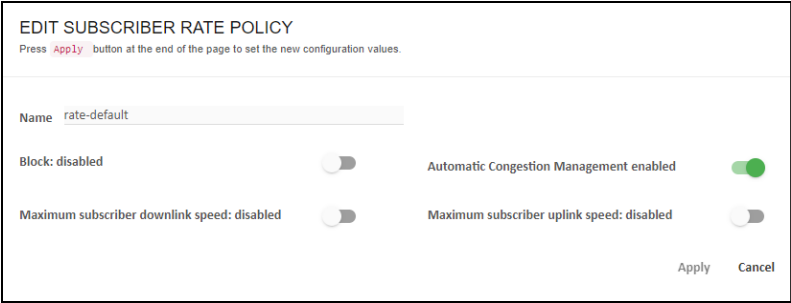 EDIT SUBSCRIBER RATE POLICY
Press Apply button at the end of the page to set the new configuration values.
Name rate-default
Block: disabled
Automatic Congestion Management enabled
Maximum subscriber downlink speed: disabled
Maximum subscriber uplink speed: disabled
Apply Cancel